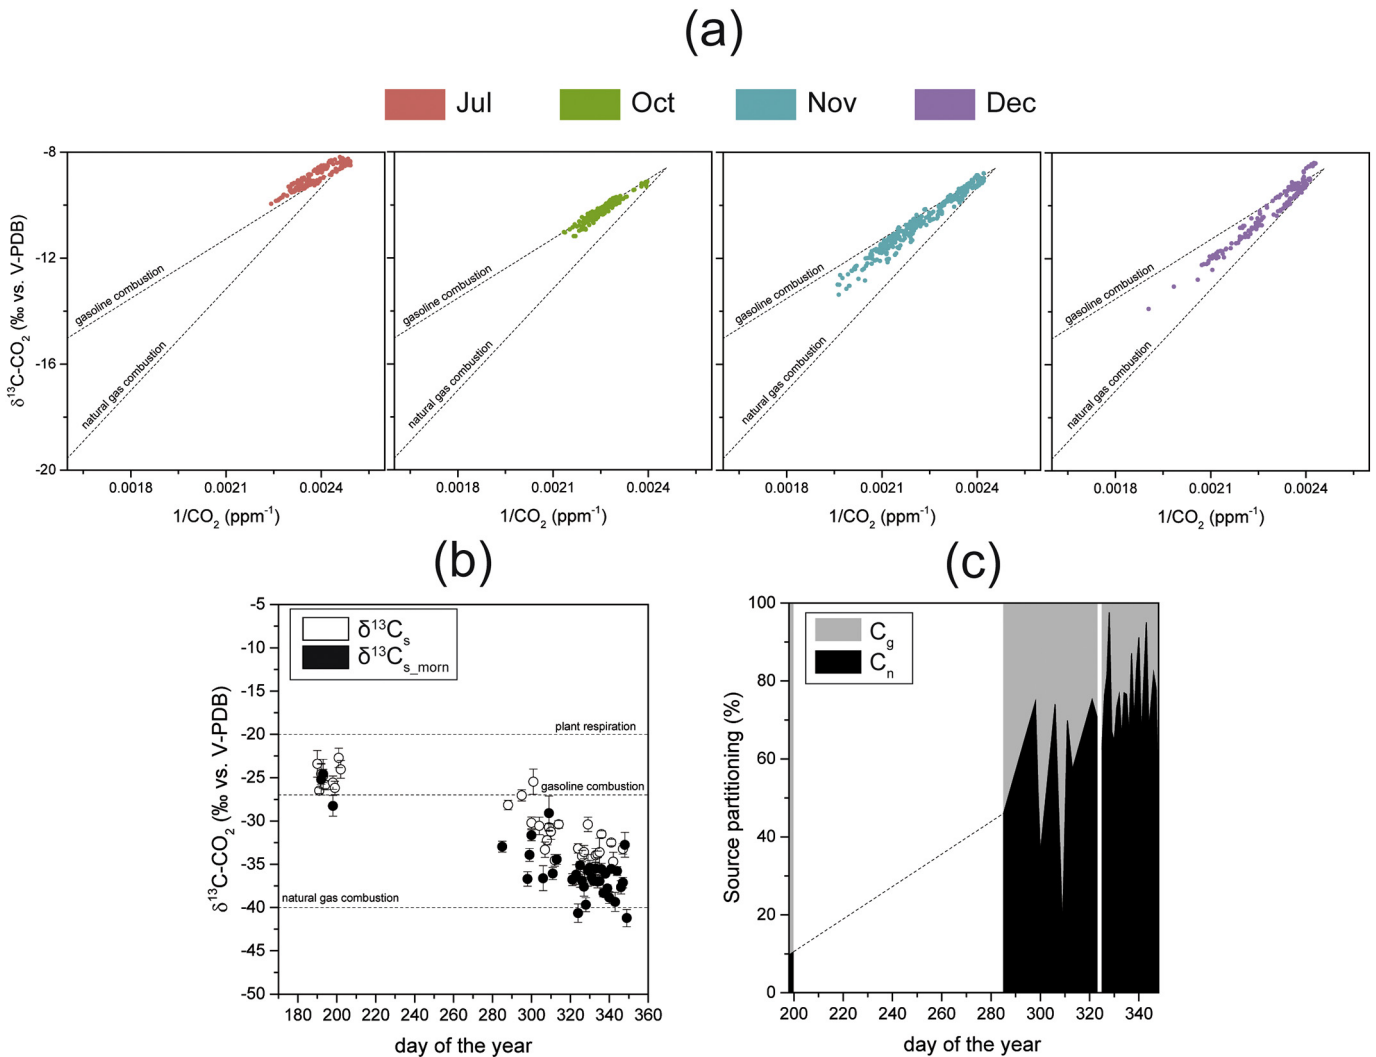 (a)
Jul Oct Nov Dec
δ¹³C-CO₂ (‰ vs. V-PDB)
-8
-12
-16
-20
gasoline combustion
natural gas combustion
0.0018 0.0021 0.0024
1/CO₂ (ppm⁻¹)
gasoline combustion
natural gas combustion
0.0018 0.0021 0.0024
1/CO₂ (ppm⁻¹)
gasoline combustion
natural gas combustion
0.0018 0.0021 0.0024
1/CO₂ (ppm⁻¹)
gasoline combustion
natural gas combustion
0.0018 0.0021 0.0024
1/CO₂ (ppm⁻¹)
(b)
δ¹³C-CO₂ (‰ vs. V-PDB)
-5
-10
-15
-20
-25
-30
-35
-40
-45
-50
δ¹³Cₛ
δ¹³Cs_morn
plant respiration
gasoline combustion
natural gas combustion
180 200 220 240 260 280 300 320 340 360
day of the year
(c)
Source partitioning (%)
100
80
60
40
20
0
Cg
Cn
200 220 240 260 280 300 320 340
day of the year